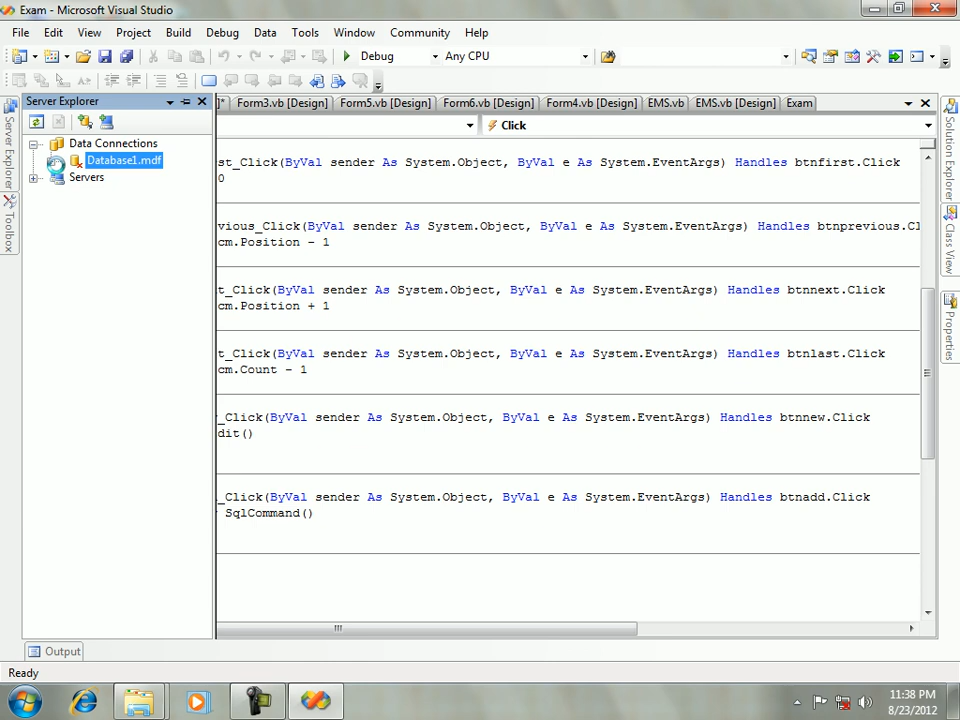 Exam - Microsoft Visual Studio
File Edit View Project Build Debug Data Tools Window Community Help
Debug Any CPU
Server Explorer
]* Form3.vb [Design] Form5.vb [Design] Form6.vb [Design] Form4.vb [Design] EMS.vb EMS.vb [Design] Exam
Click
Data Connections
Database1.mdf
Servers
Server Explorer
Toolbox
st_Click(ByVal sender As System.Object, ByVal e As System.EventArgs) Handles btnfirst.Click
0
vious_Click(ByVal sender As System.Object, ByVal e As System.EventArgs) Handles btnprevious.Cl
cm.Position - 1
t_Click(ByVal sender As System.Object, ByVal e As System.EventArgs) Handles btnnext.Click
cm.Position + 1
t_Click(ByVal sender As System.Object, ByVal e As System.EventArgs) Handles btnlast.Click
cm.Count - 1
_Click(ByVal sender As System.Object, ByVal e As System.EventArgs) Handles btnnew.Click
dit()
_Click(ByVal sender As System.Object, ByVal e As System.EventArgs) Handles btnadd.Click
SqlCommand()
Solution Explorer
Class View
Properties
Output
Ready
11:38 PM
8/23/2012